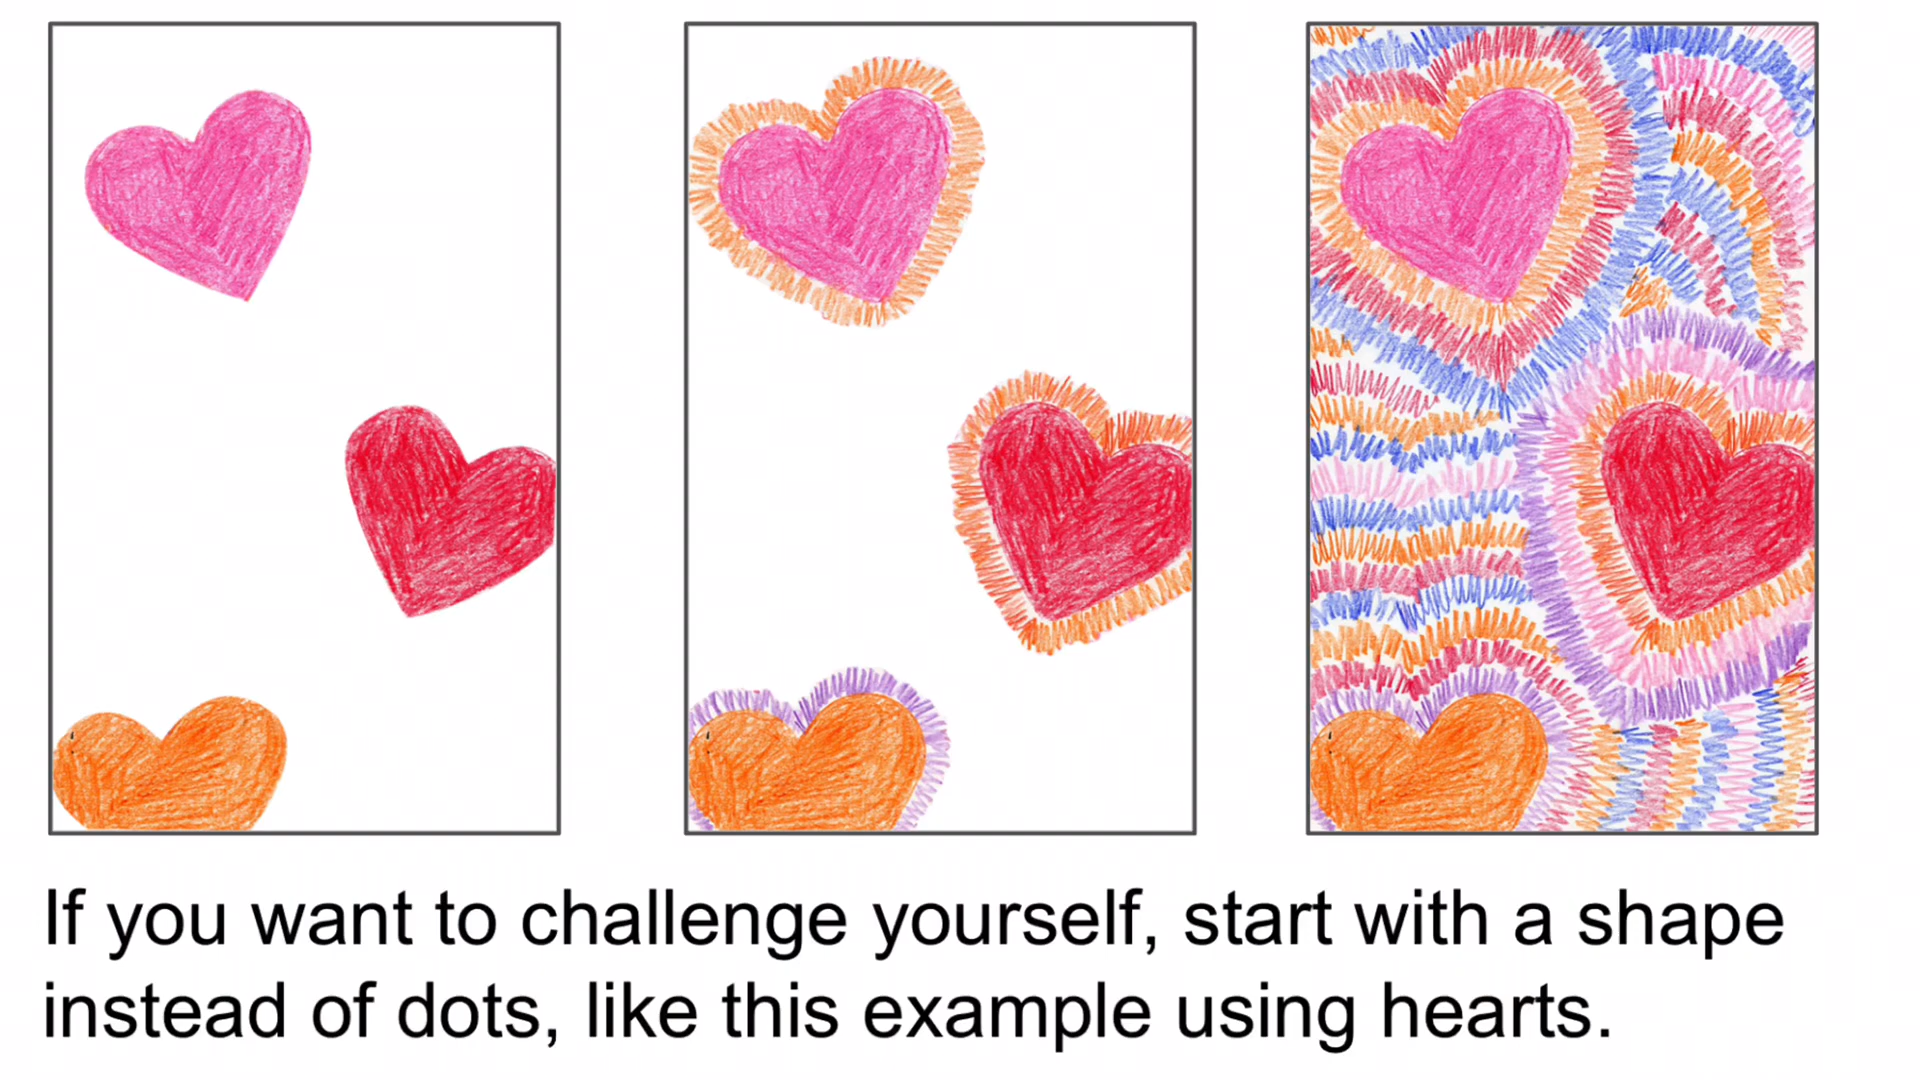 If you want to challenge yourself, start with a shape
instead of dots, like this example using hearts.